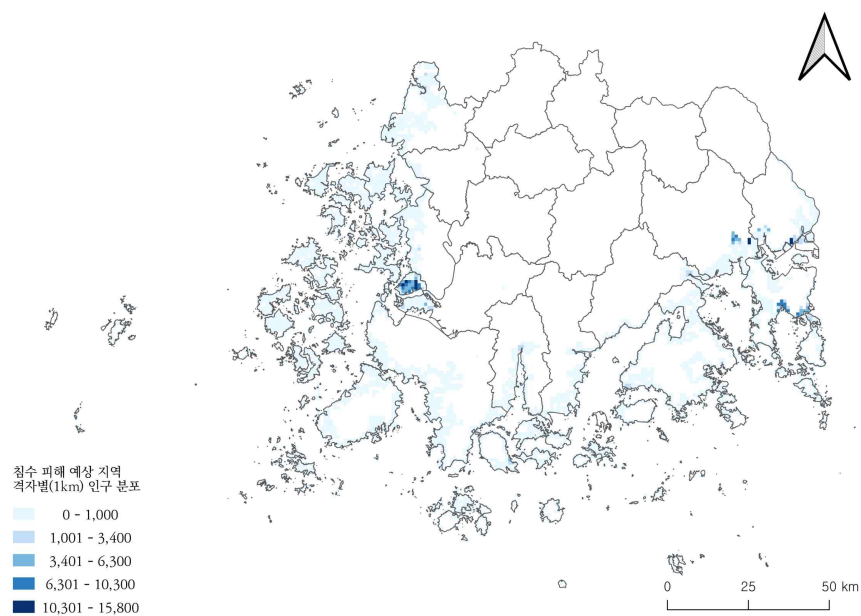 침수 피해 예상 지역
격자별(1km) 인구 분포
0 - 1,000
1,001 - 3,400
3,401 - 6,300
6,301 - 10,300
10,301 - 15,800
0 25 50 km